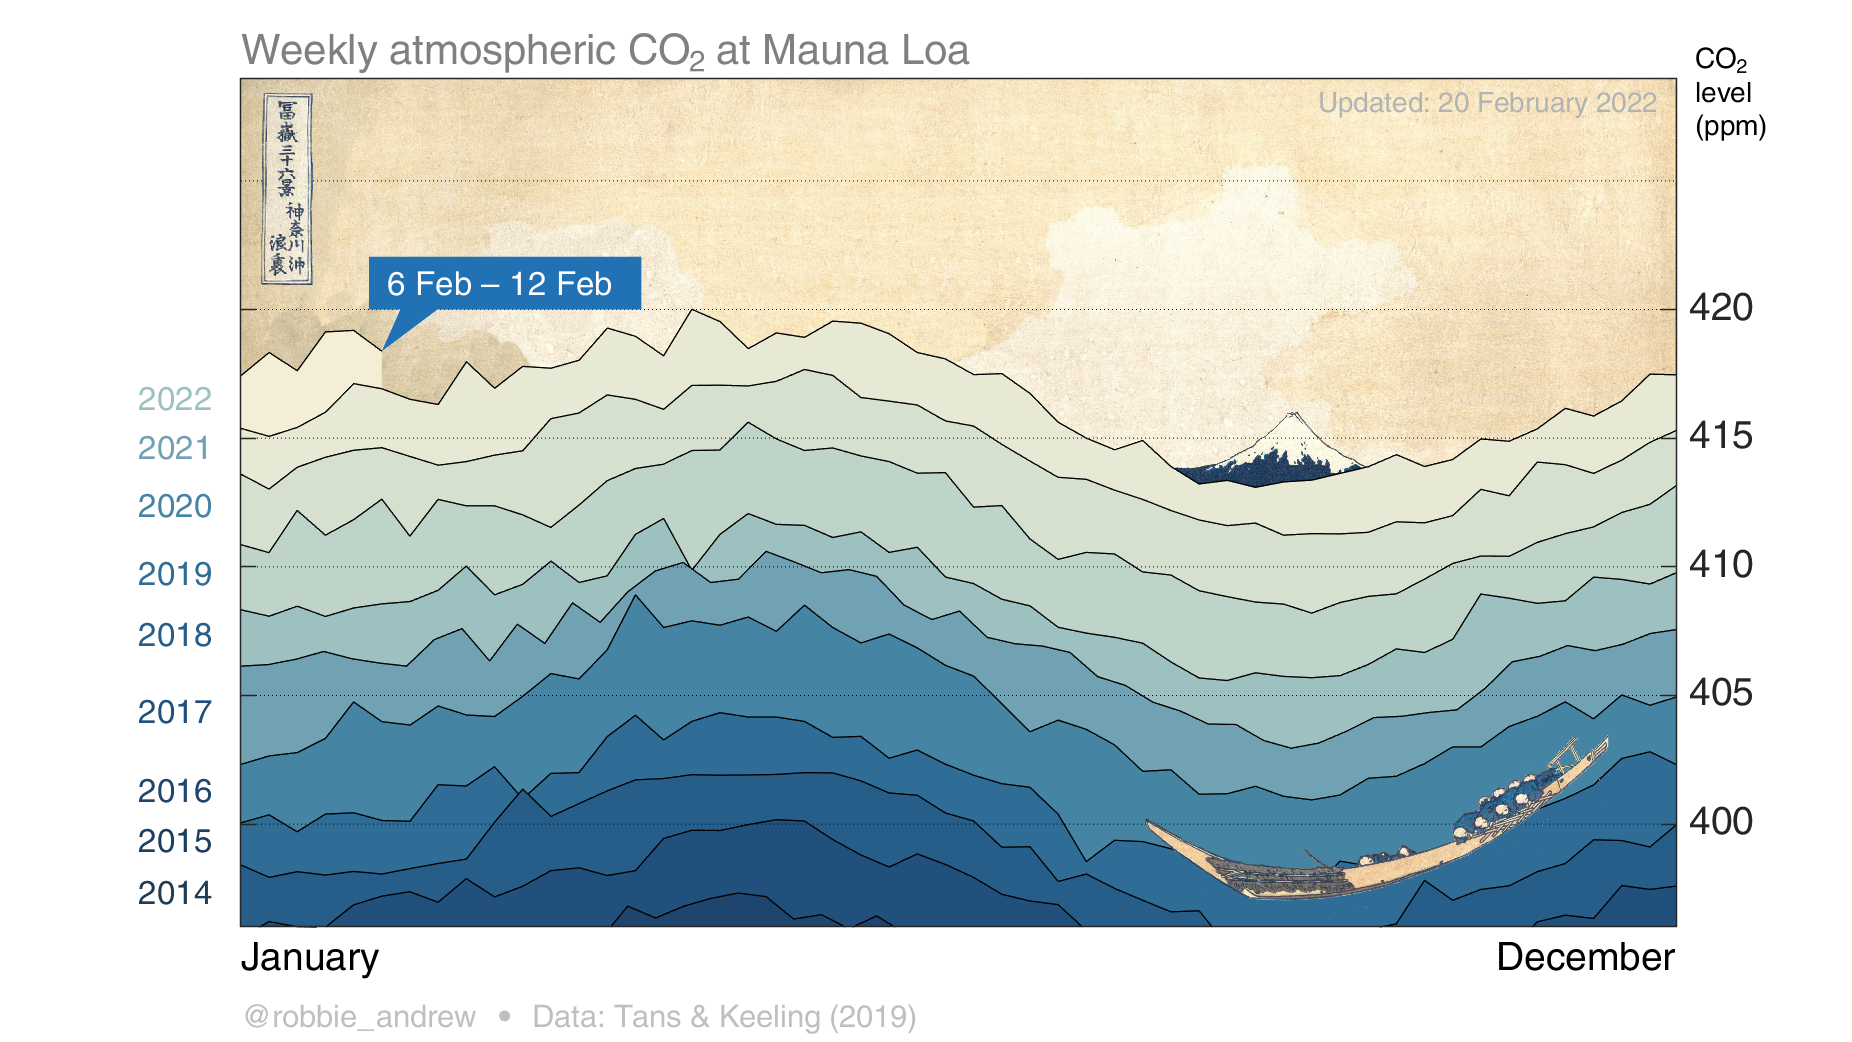 Weekly atmospheric CO₂ at Mauna Loa
CO₂
level
(ppm)
Updated: 20 February 2022
冨嶽三十六景
神奈川沖
浪裏
6 Feb – 12 Feb
420
415
410
405
400
2022
2021
2020
2019
2018
2017
2016
2015
2014
January
December
@robbie_andrew • Data: Tans & Keeling (2019)